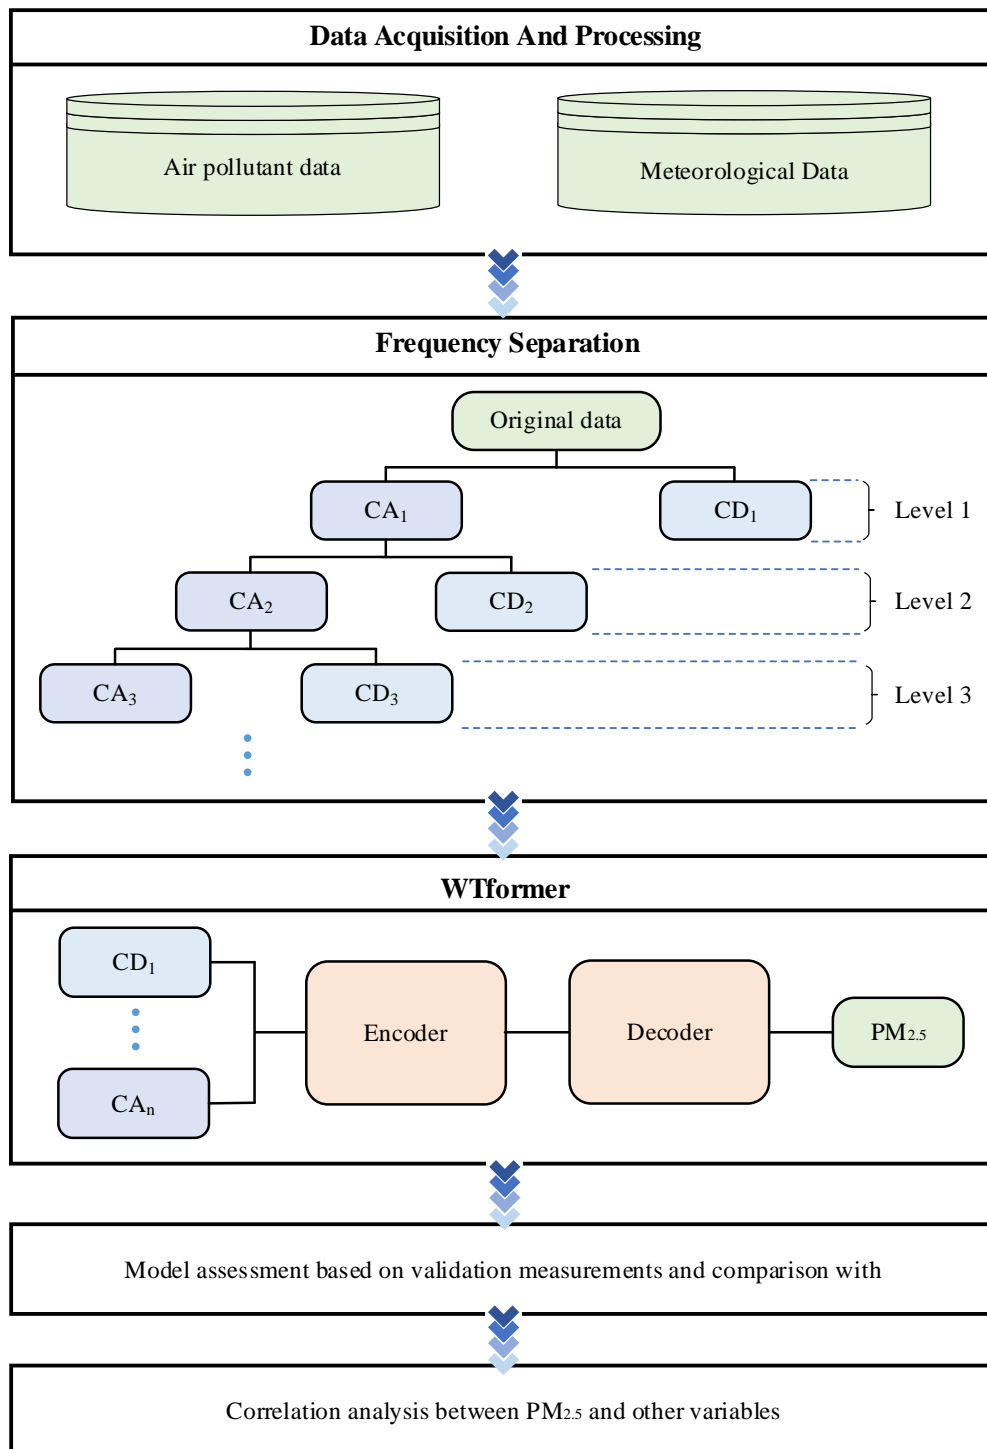 Data Acquisition And Processing
Air pollutant data
Meteorological Data
Frequency Separation
Original data
CA₁
CD₁
Level 1
CA₂
CD₂
Level 2
CA₃
CD₃
Level 3
WTformer
CD₁
Encoder
Decoder
PM₂.₅
CAₙ
Model assessment based on validation measurements and comparison with
Correlation analysis between PM₂.₅ and other variables